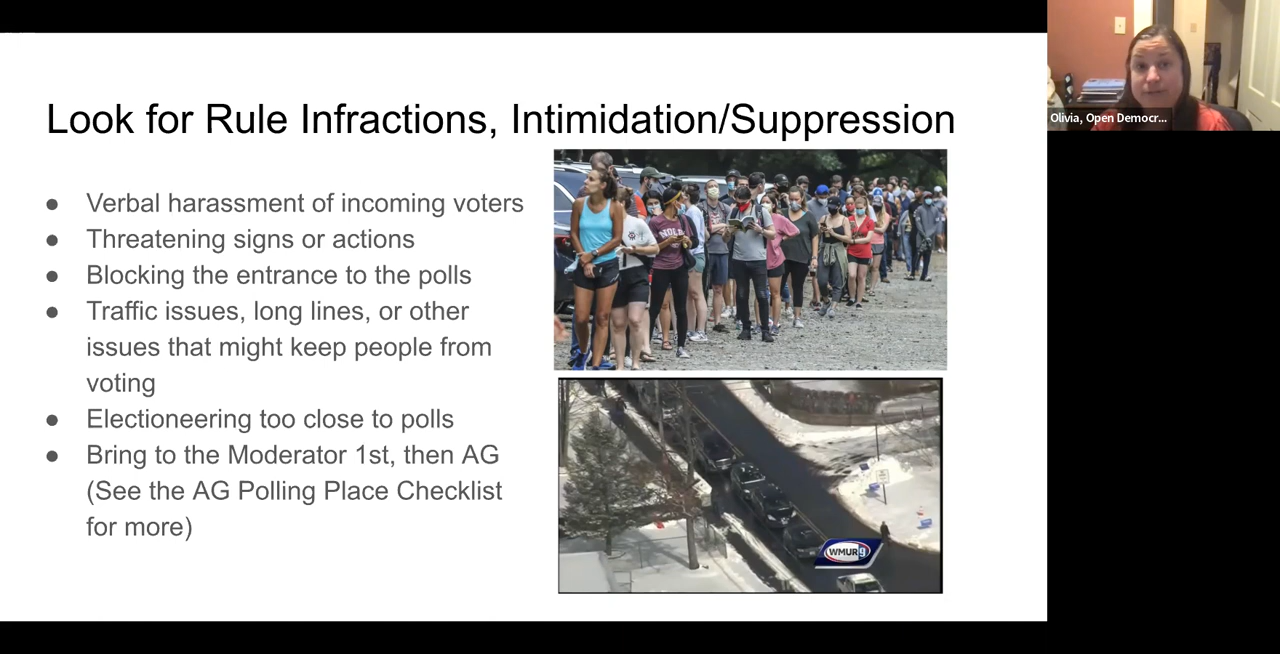 Look for Rule Infractions, Intimidation/Suppression
● Verbal harassment of incoming voters
● Threatening signs or actions
● Blocking the entrance to the polls
● Traffic issues, long lines, or other
issues that might keep people from
voting
● Electioneering too close to polls
● Bring to the Moderator 1st, then AG
(See the AG Polling Place Checklist
for more)
WMUR9
Olivia, Open Democr...